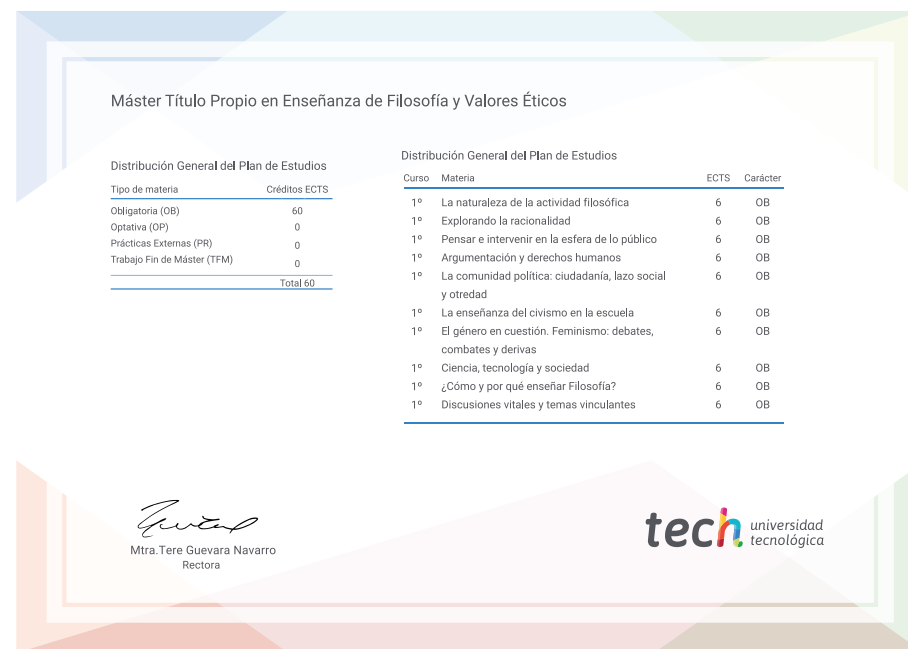 Máster Título Propio en Enseñanza de Filosofía y Valores Éticos
Distribución General del Plan de Estudios
Tipo de materia Créditos ECTS
Obligatoria (OB) 60
Optativa (OP) 0
Prácticas Externas (PR) 0
Trabajo Fin de Máster (TFM) 0
Total 60
Distribución General del Plan de Estudios
Curso Materia ECTS Carácter
1º La naturaleza de la actividad filosófica 6 OB
1º Explorando la racionalidad 6 OB
1º Pensar e intervenir en la esfera de lo público 6 OB
1º Argumentación y derechos humanos 6 OB
1º La comunidad política: ciudadanía, lazo social 6 OB
y otredad
1º La enseñanza del civismo en la escuela 6 OB
1º El género en cuestión. Feminismo: debates, 6 OB
combates y derivas
1º Ciencia, tecnología y sociedad 6 OB
1º ¿Cómo y por qué enseñar Filosofía? 6 OB
1º Discusiones vitales y temas vinculantes 6 OB
Mtra.Tere Guevara Navarro
Rectora
tech universidad
tecnológica